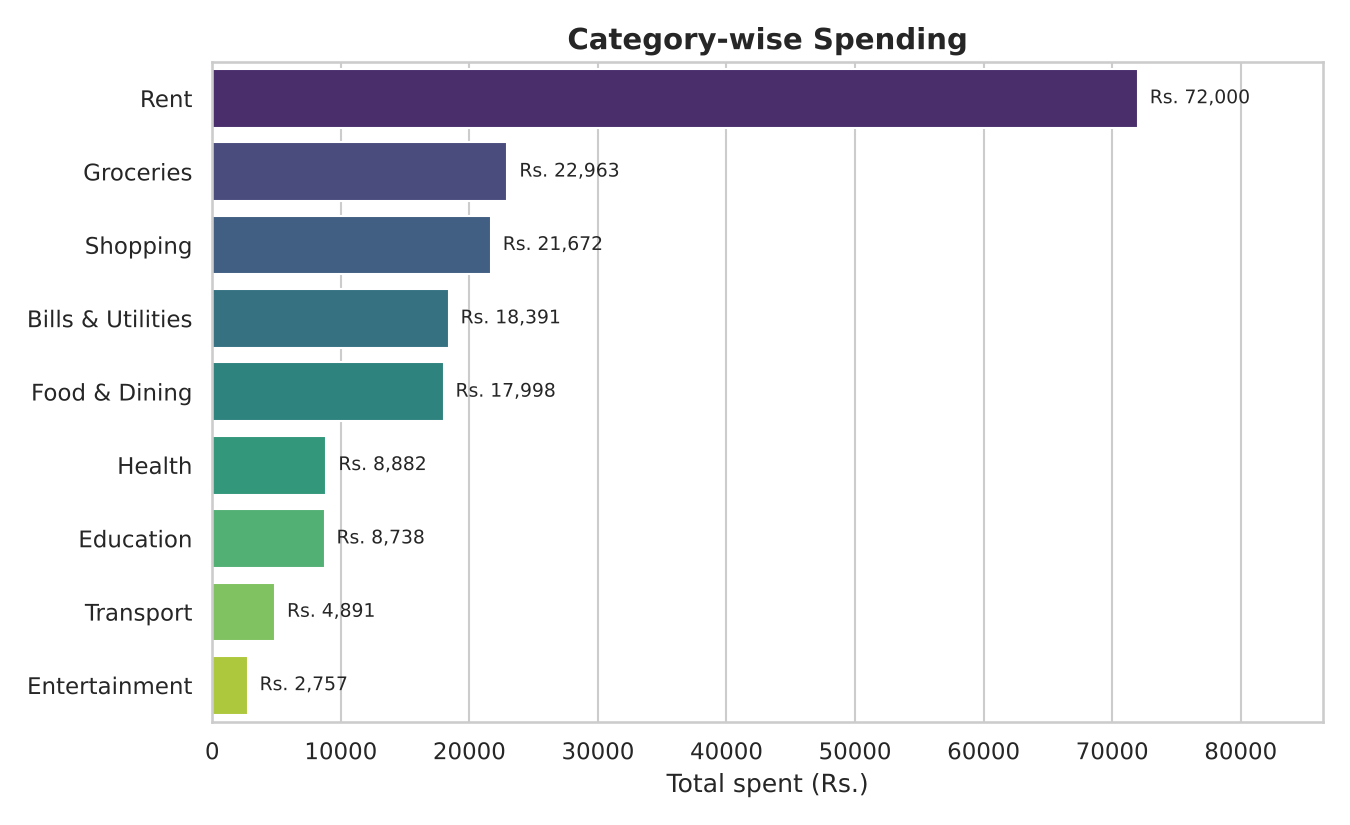 Category-wise Spending
Rent Rs. 72,000
Groceries Rs. 22,963
Shopping Rs. 21,672
Bills & Utilities Rs. 18,391
Food & Dining Rs. 17,998
Health Rs. 8,882
Education Rs. 8,738
Transport Rs. 4,891
Entertainment Rs. 2,757
0 10000 20000 30000 40000 50000 60000 70000 80000
Total spent (Rs.)